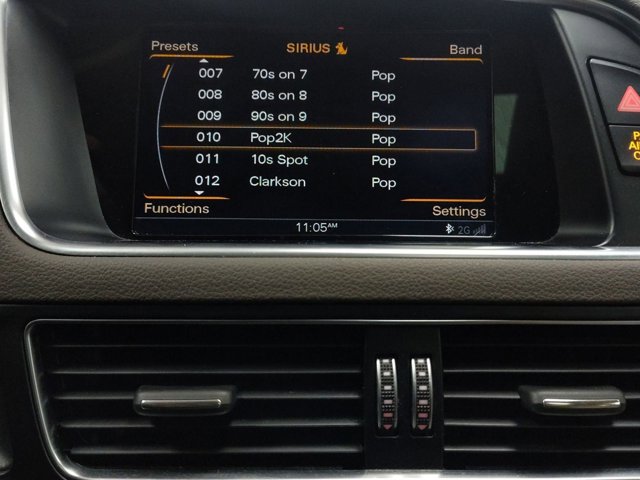 Presets SIRIUS Band
007 70s on 7 Pop
008 80s on 8 Pop
009 90s on 9 Pop
010 Pop2K Pop
011 10s Spot Pop
012 Clarkson Pop
Functions Settings
11:05AM 2G